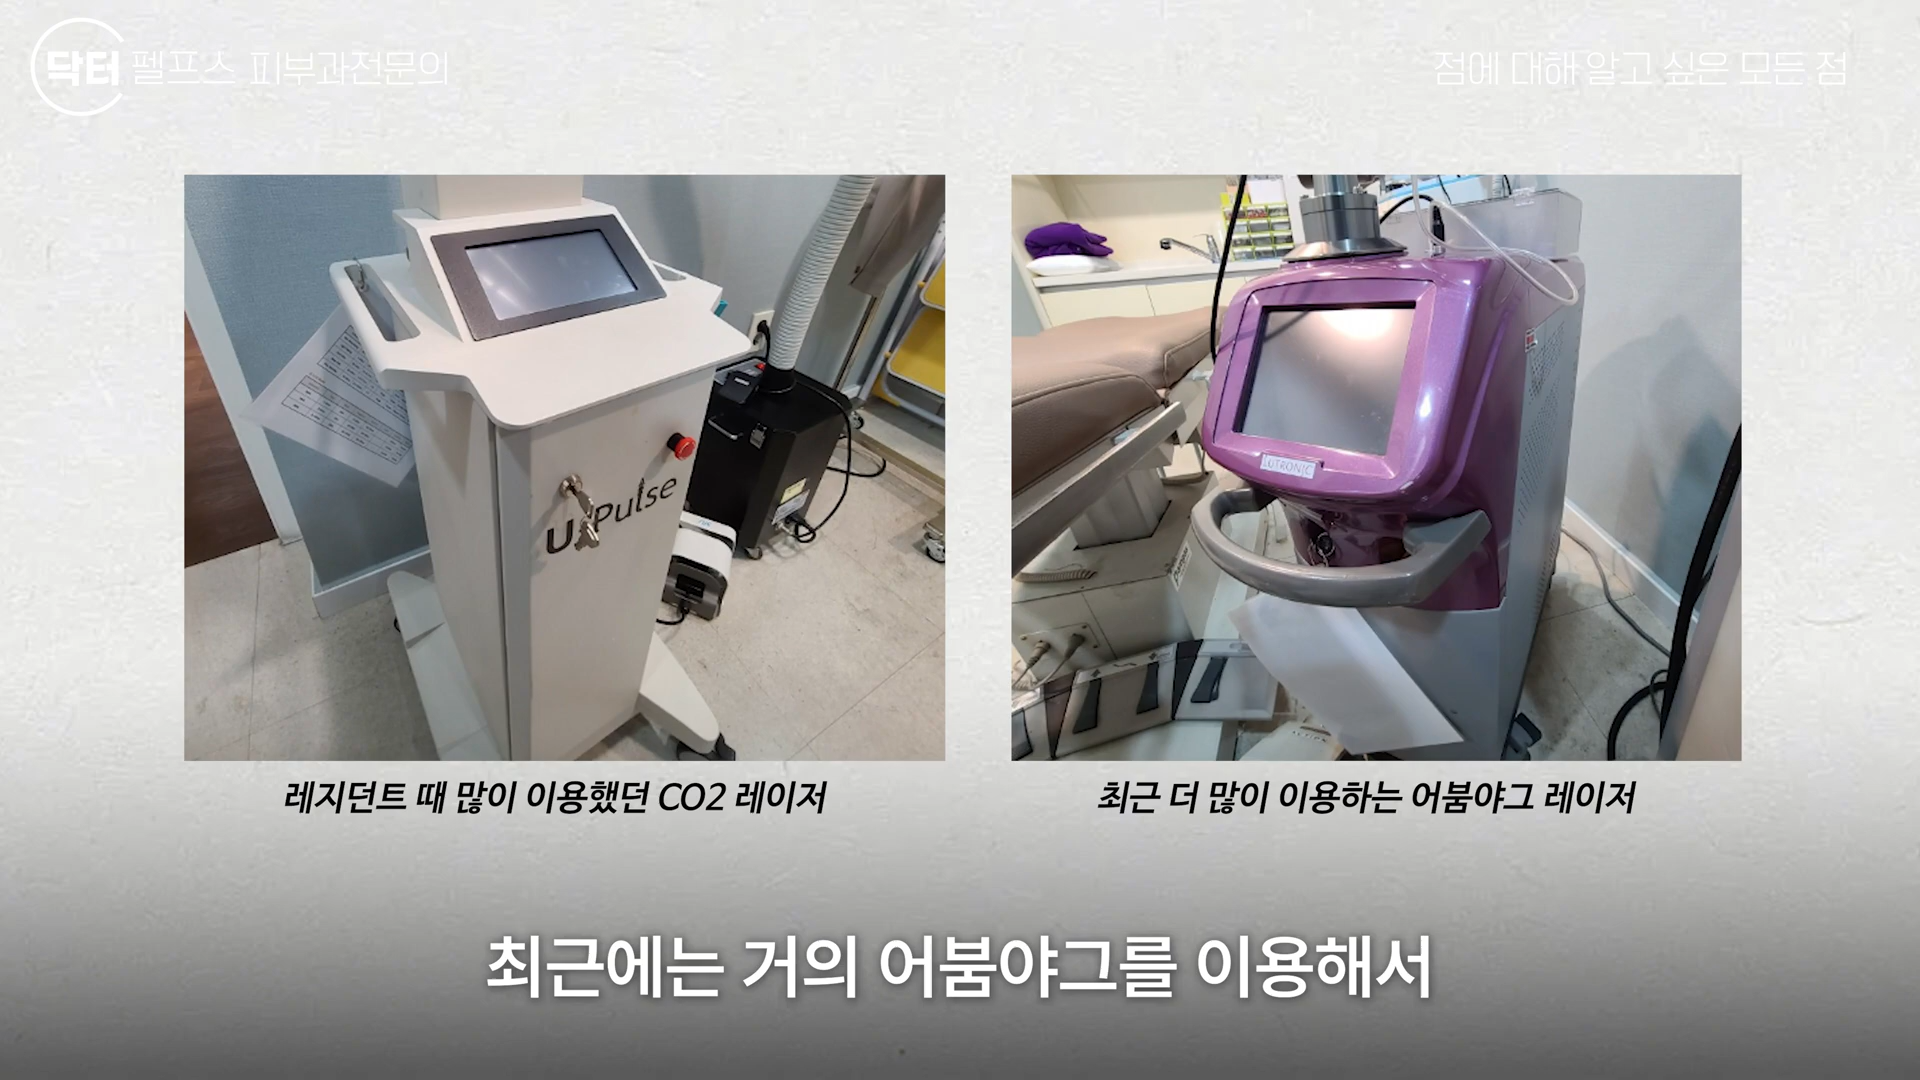 닥터 펠프스 피부과전문의
점에 대해 알고 싶은 모든 점
Pulse
LUTRONIC
레지던트 때 많이 이용했던 CO2 레이저
최근 더 많이 이용하는 어붐야그 레이저
최근에는 거의 어붐야그를 이용해서